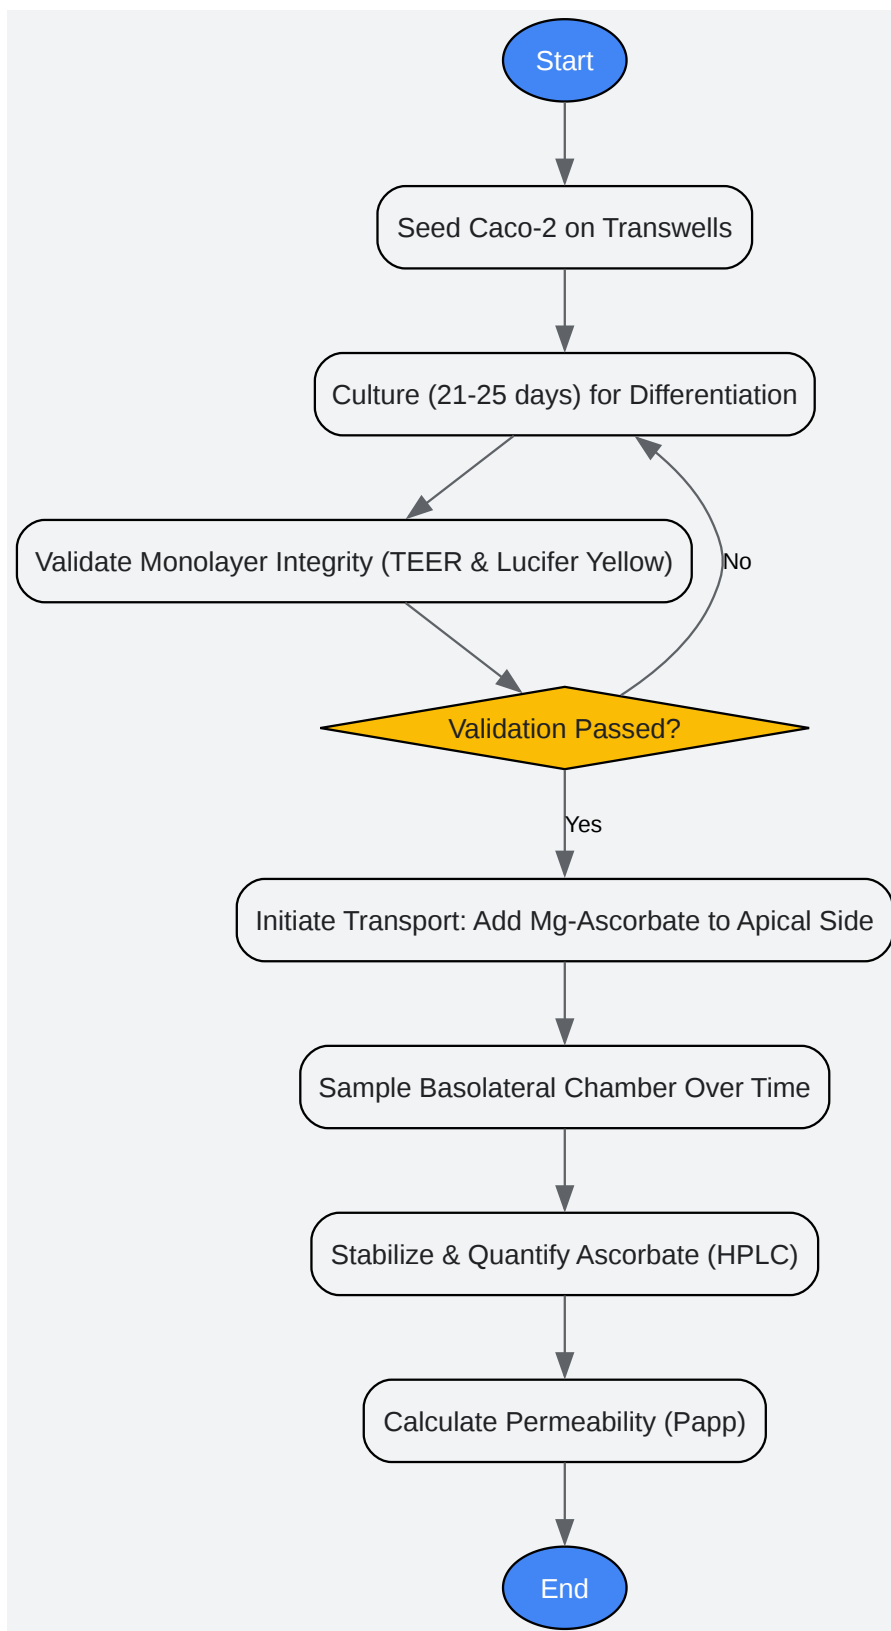 Start
Seed Caco-2 on Transwells
Culture (21-25 days) for Differentiation
Validate Monolayer Integrity (TEER & Lucifer Yellow)
No
Validation Passed?
Yes
Initiate Transport: Add Mg-Ascorbate to Apical Side
Sample Basolateral Chamber Over Time
Stabilize & Quantify Ascorbate (HPLC)
Calculate Permeability (Papp)
End